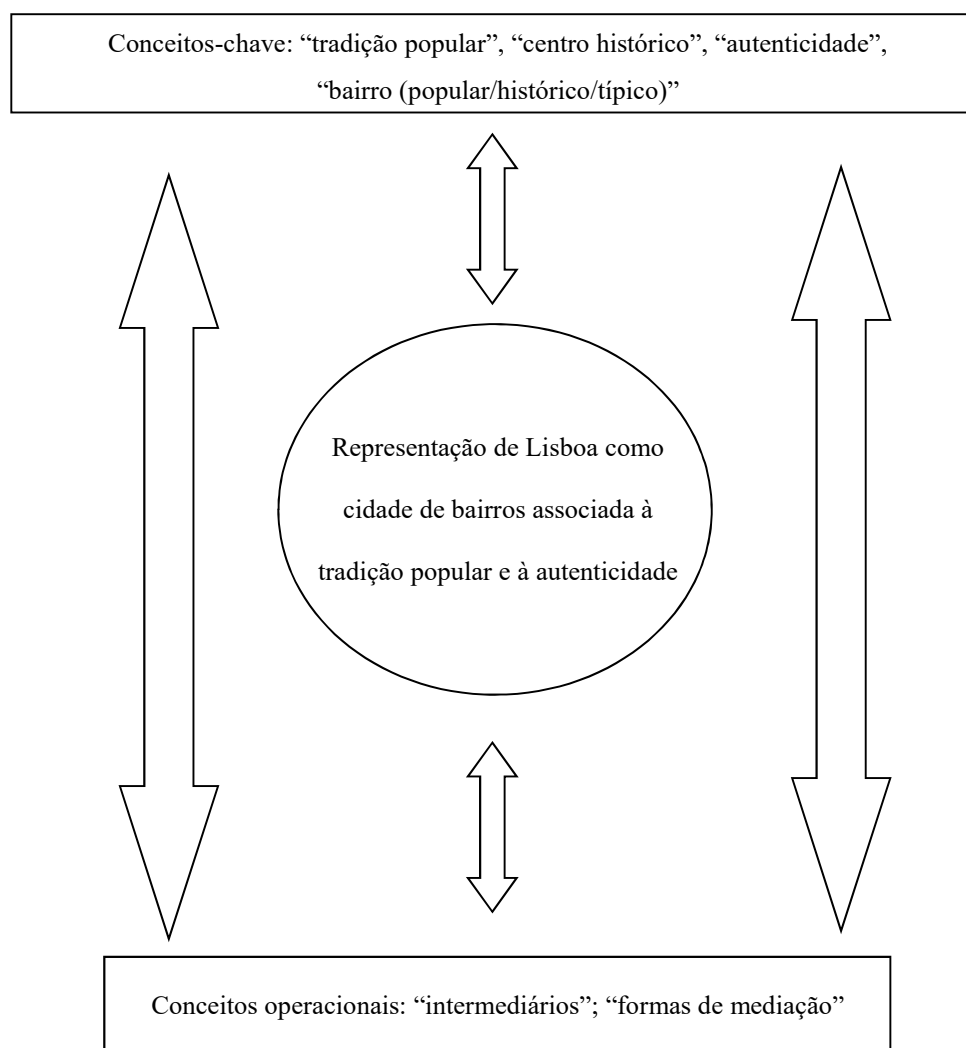 Conceitos-chave: “tradição popular”, “centro histórico”, “autenticidade”,
“bairro (popular/histórico/típico)”
Representação de Lisboa como
cidade de bairros associada à
tradição popular e à autenticidade
Conceitos operacionais: “intermediários”; “formas de mediação”